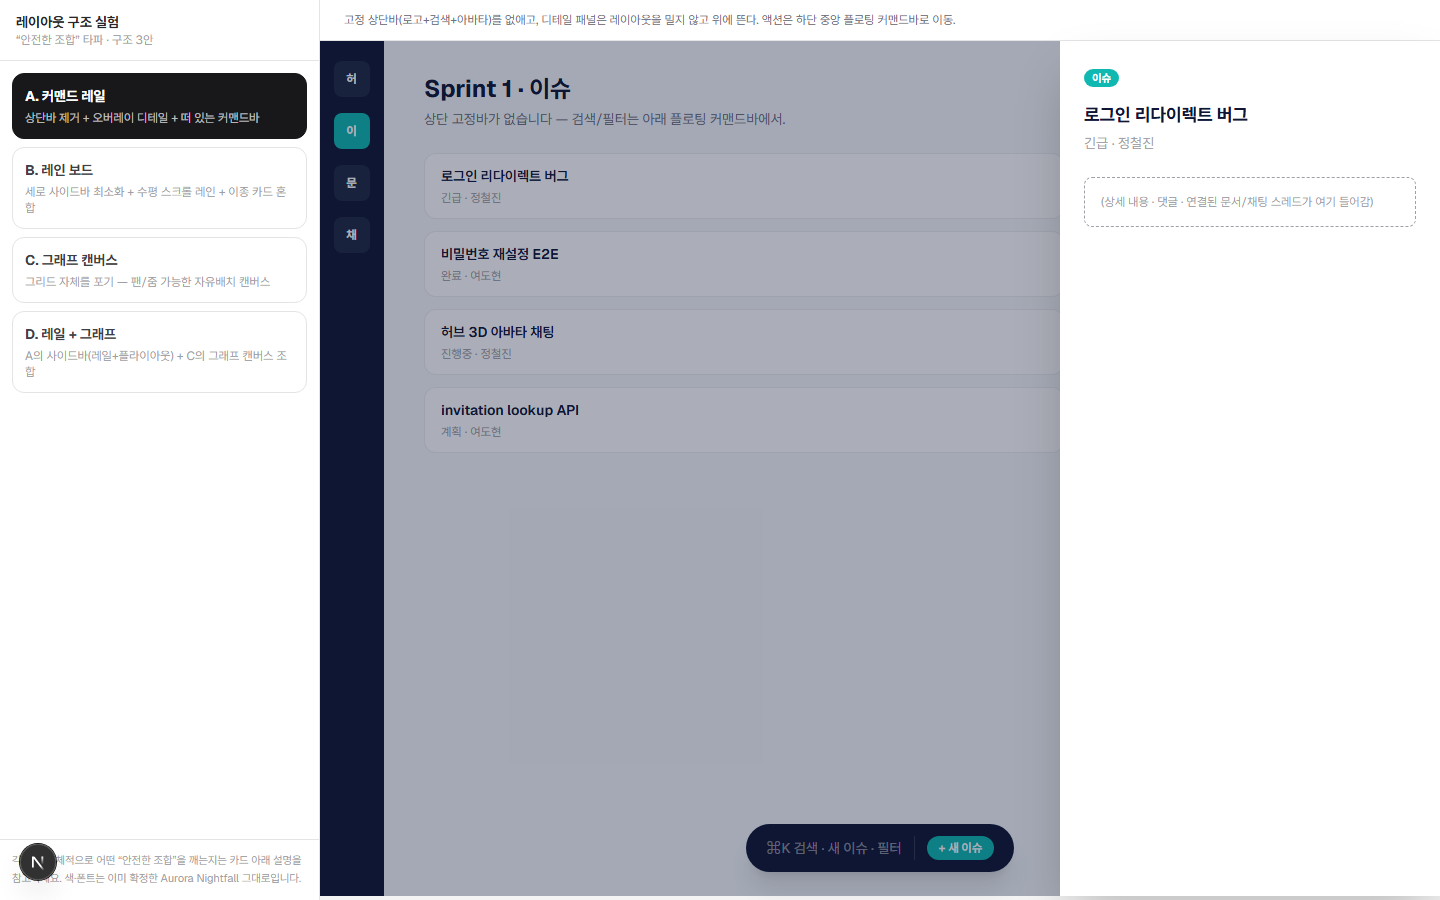 레이아웃 구조 실험
“안전한 조합” 타파 · 구조 3안
A. 커맨드 레일
상단바 제거 + 오버레이 디테일 + 떠 있는 커맨드바
B. 레인 보드
세로 사이드바 최소화 + 수평 스크롤 레인 + 이종 카드 혼
합
C. 그래프 캔버스
그리드 자체를 포기 — 팬/줌 가능한 자유배치 캔버스
D. 레일 + 그래프
A의 사이드바(레일+플라이아웃) + C의 그래프 캔버스 조
합
체적으로 어떤 “안전한 조합”을 깨는지는 카드 아래 설명을
요. 색·폰트는 이미 확정한 Aurora Nightfall 그대로입니다.
N
고정 상단바(로고+검색+아바타)를 없애고, 디테일 패널은 레이아웃을 밀지 않고 위에 뜬다. 액션은 하단 중앙 플로팅 커맨드바로 이동.
허
이
문
채
Sprint 1 · 이슈
상단 고정바가 없습니다 — 검색/필터는 아래 플로팅 커맨드바에서.
로그인 리다이렉트 버그
긴급 · 정철진
비밀번호 재설정 E2E
완료 · 여도현
허브 3D 아바타 채팅
진행중 · 정철진
invitation lookup API
계획 · 여도현
⌘K 검색 · 새 이슈 · 필터
+ 새 이슈
이슈
로그인 리다이렉트 버그
긴급 · 정철진
(상세 내용 · 댓글 · 연결된 문서/채팅 스레드가 여기 들어감)